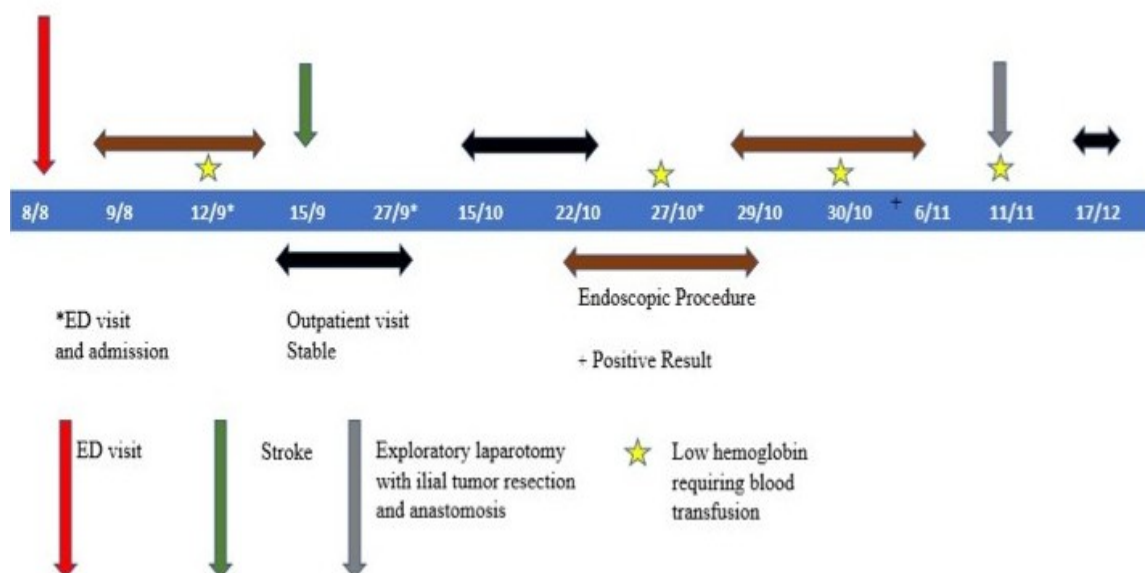 8/8 9/8 12/9* 15/9 27/9* 15/10 22/10 27/10* 29/10 30/10 + 6/11 11/11 17/12
*ED visit
and admission
Outpatient visit
Stable
Endoscopic Procedure
+ Positive Result
ED visit
Stroke
Exploratory laparotomy
with ilial tumor resection
and anastomosis
Low hemoglobin
requiring blood
transfusion